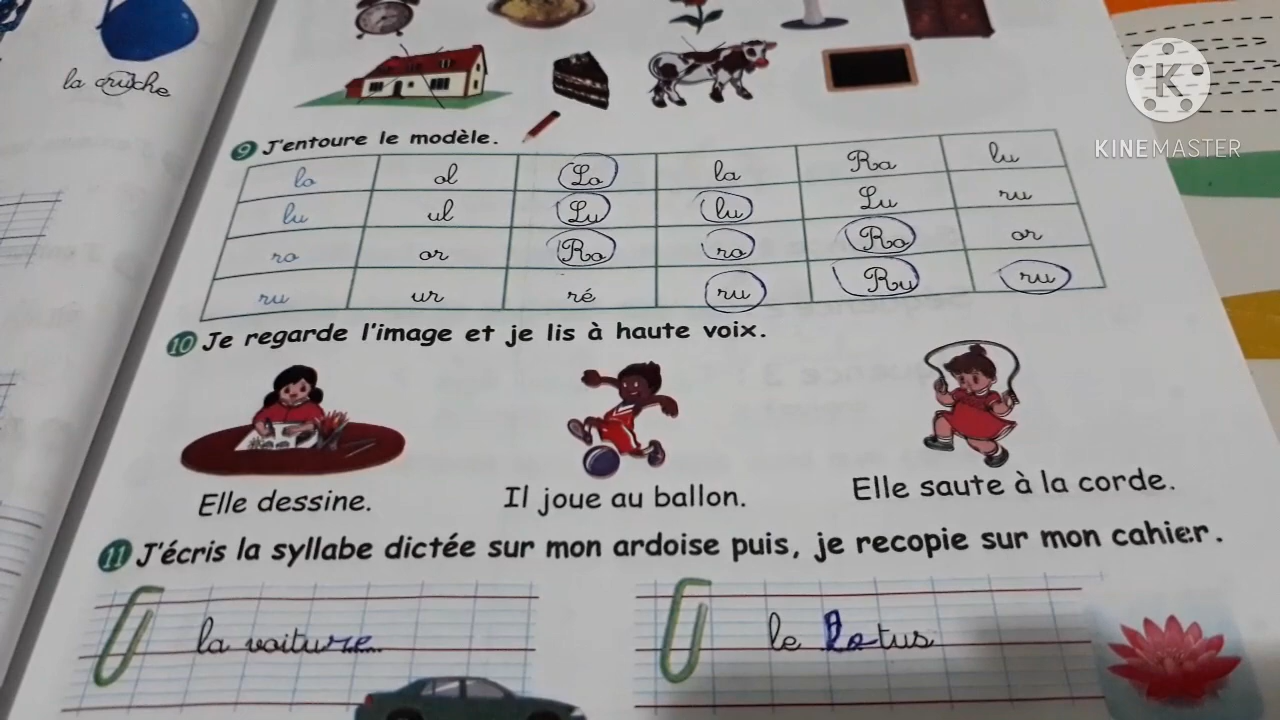 la cruche
KINEMASTER
9 J'entoure le modèle.
lo ol Lo la Ra lu
lu ul Lu lu Lu ru
ro or Ro ro Ro or
ru ur ré ru Ru ru
10 Je regarde l'image et je lis à haute voix.
Elle dessine. Il joue au ballon. Elle saute à la corde.
11 J'écris la syllabe dictée sur mon ardoise puis, je recopie sur mon cahier.
la voiture le lotus